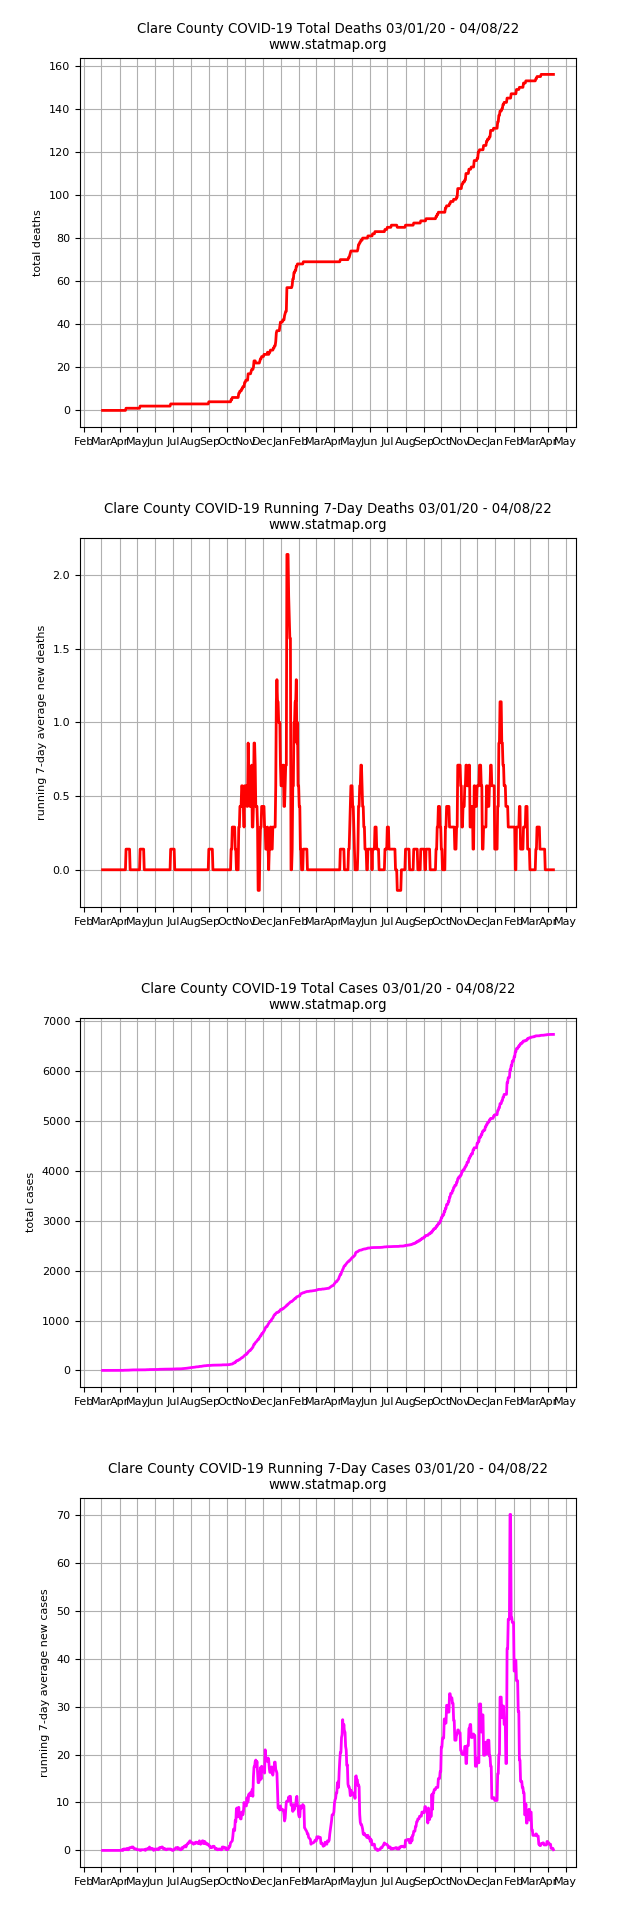 Clare County COVID-19 Total Deaths 03/01/20 - 04/08/22
www.statmap.org
160
140
120
100
80
60
40
20
0
total deaths
Feb Mar Apr May Jun Jul Aug Sep Oct Nov Dec Jan Feb Mar Apr May Jun Jul Aug Sep Oct Nov Dec Jan Feb Mar Apr May
Clare County COVID-19 Running 7-Day Deaths 03/01/20 - 04/08/22
www.statmap.org
2.0
1.5
1.0
0.5
0.0
running 7-day average new deaths
Feb Mar Apr May Jun Jul Aug Sep Oct Nov Dec Jan Feb Mar Apr May Jun Jul Aug Sep Oct Nov Dec Jan Feb Mar Apr May
Clare County COVID-19 Total Cases 03/01/20 - 04/08/22
www.statmap.org
7000
6000
5000
4000
3000
2000
1000
0
total cases
Feb Mar Apr May Jun Jul Aug Sep Oct Nov Dec Jan Feb Mar Apr May Jun Jul Aug Sep Oct Nov Dec Jan Feb Mar Apr May
Clare County COVID-19 Running 7-Day Cases 03/01/20 - 04/08/22
www.statmap.org
70
60
50
40
30
20
10
0
running 7-day average new cases
Feb Mar Apr May Jun Jul Aug Sep Oct Nov Dec Jan Feb Mar Apr May Jun Jul Aug Sep Oct Nov Dec Jan Feb Mar Apr May